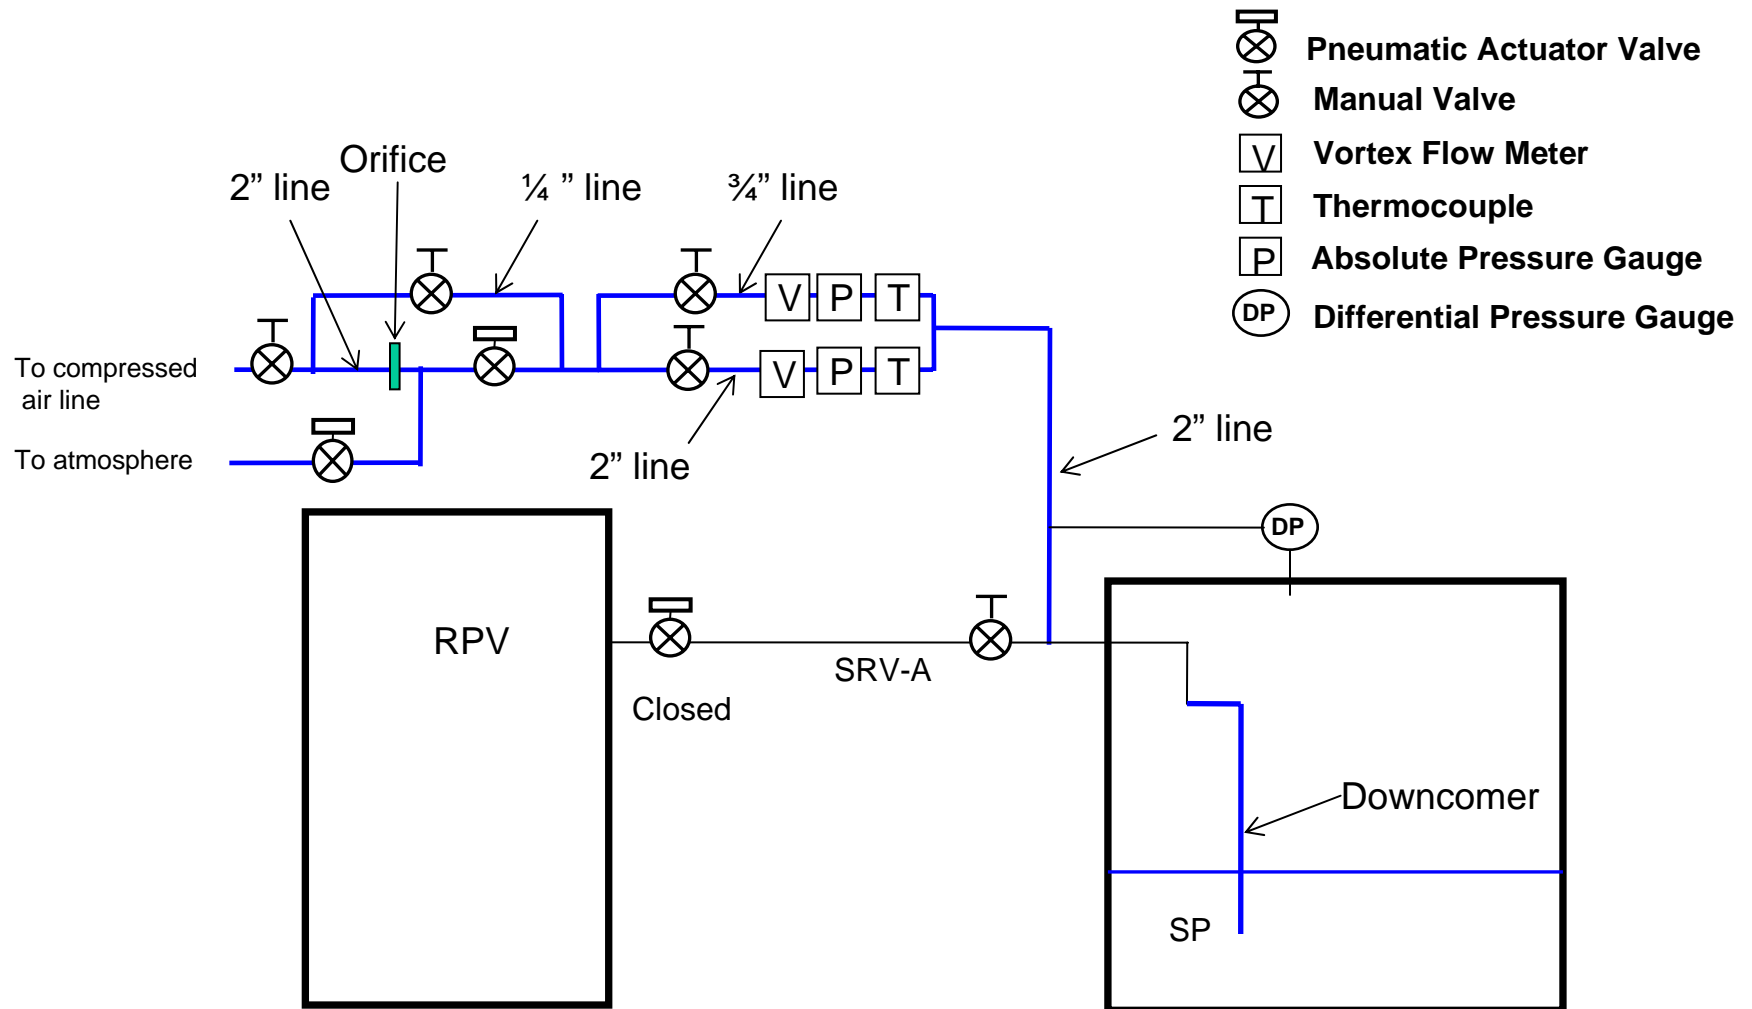 Pneumatic Actuator Valve
Manual Valve
V Vortex Flow Meter
T Thermocouple
P Absolute Pressure Gauge
DP Differential Pressure Gauge
Orifice
2” line
¼ ” line
¾” line
V P T
To compressed
air line
V P T
To atmosphere
2” line
2” line
DP
RPV
SRV-A
Closed
Downcomer
SP